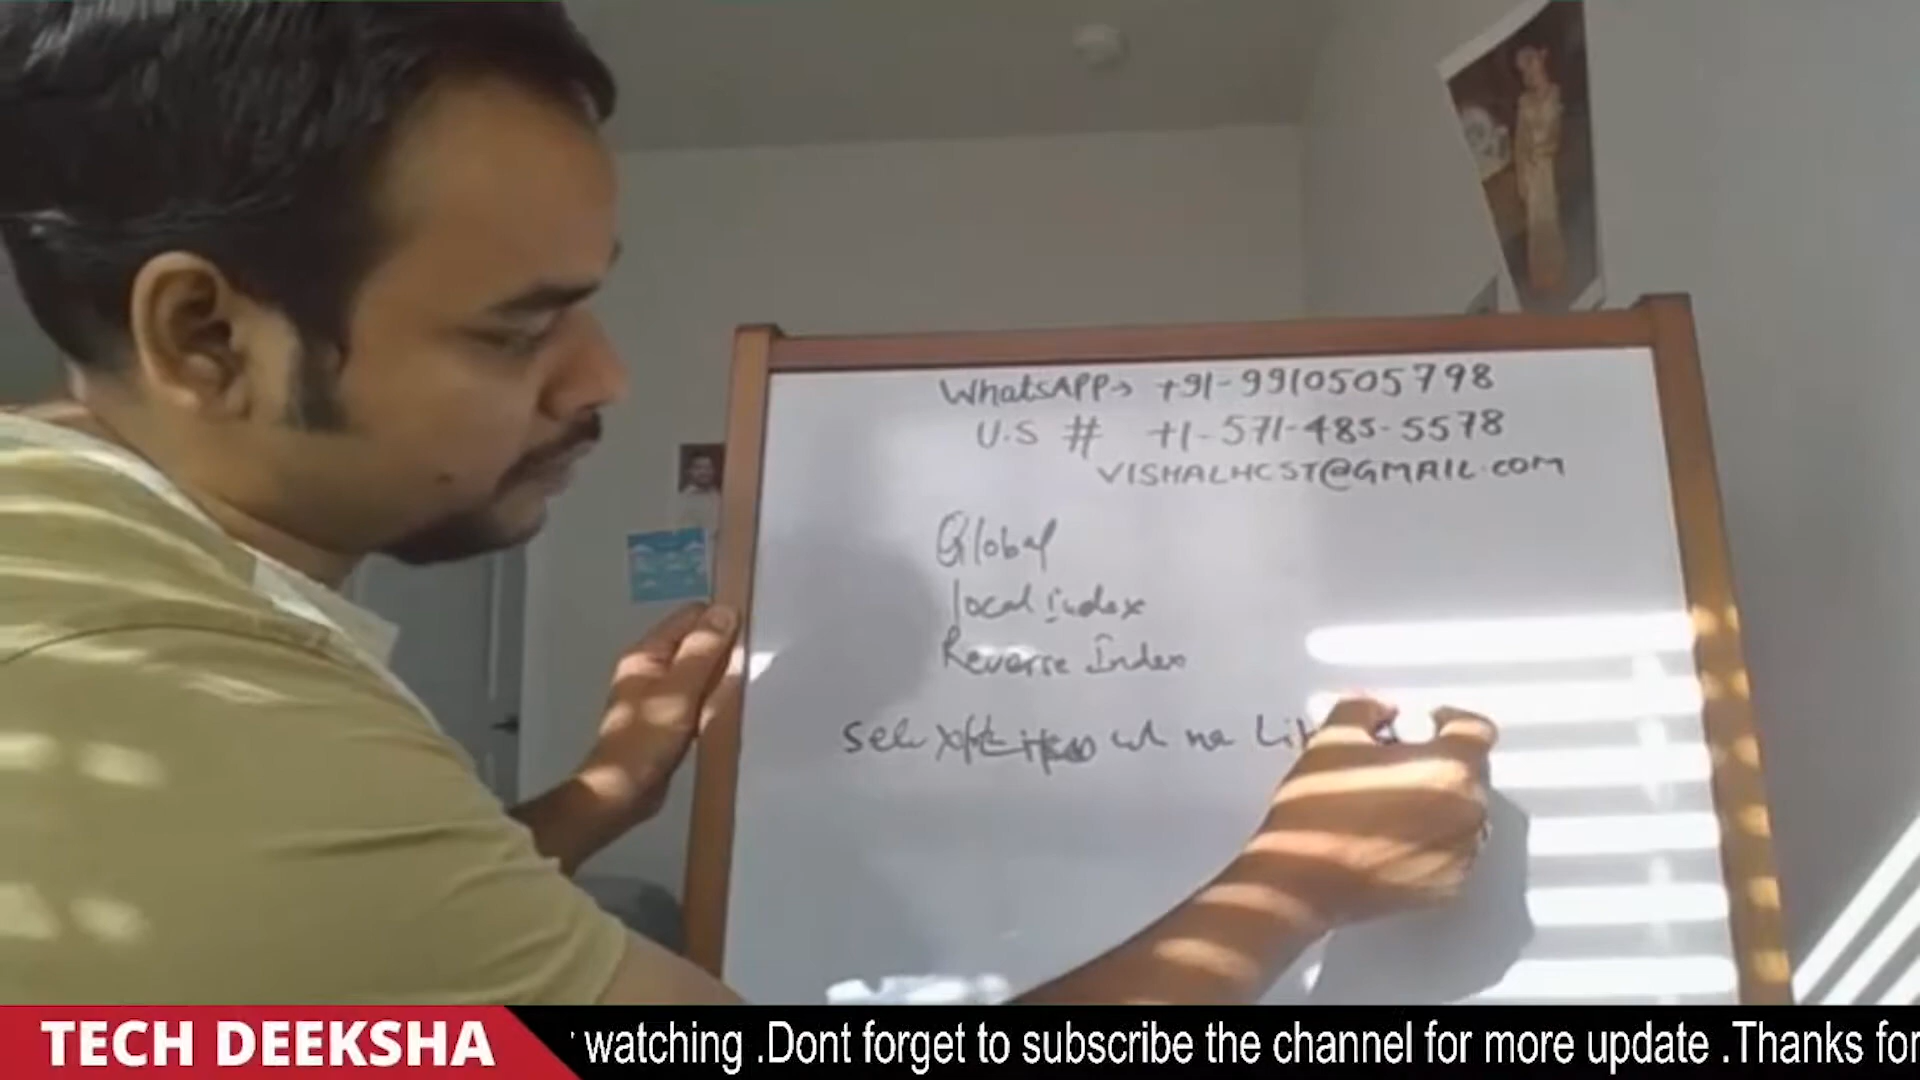 WhatsAPP → +91-9910505798
U.S # +1-571-485-5578
VISHALHCST@GMAIL.COM
Global
local Index
Reverse Index
sel
TECH DEEKSHA
watching .Dont forget to subscribe the channel for more update .Thanks for